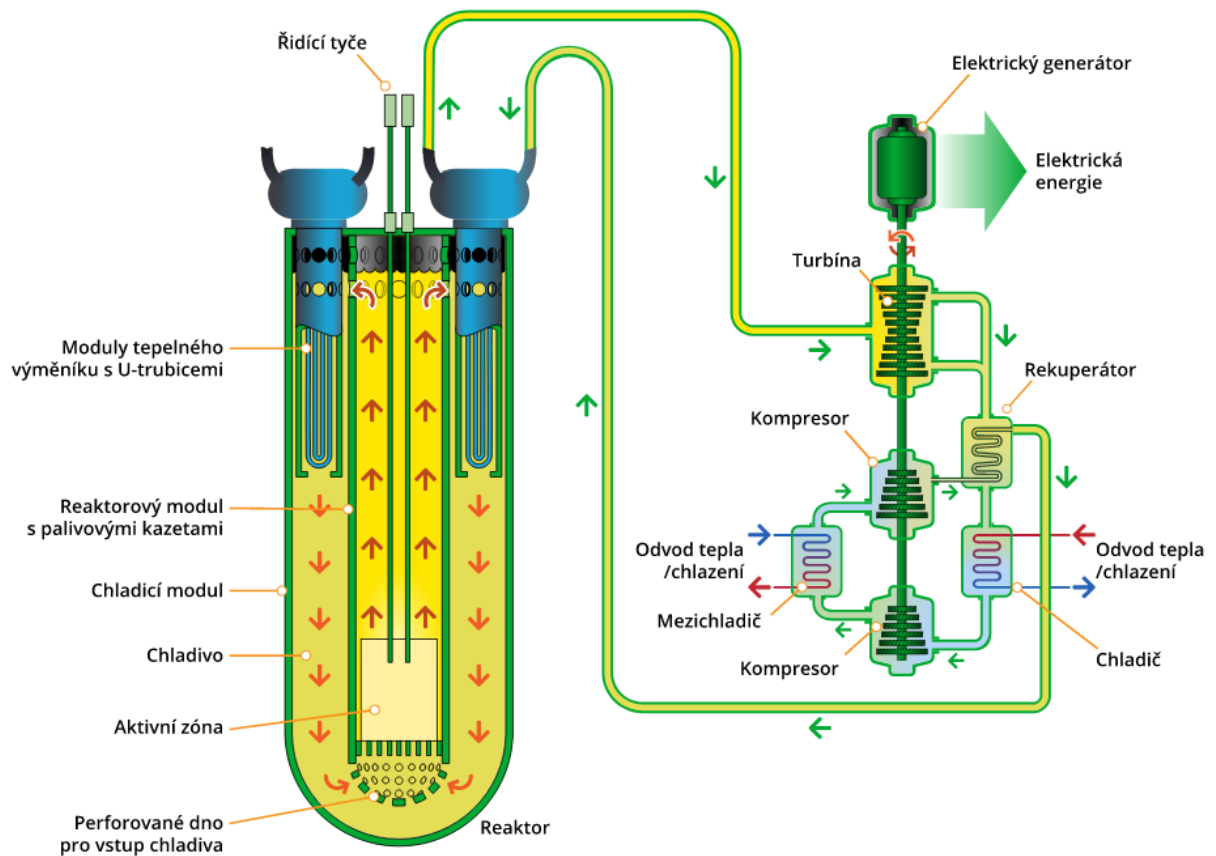 Řidící tyče
Elektrický generátor
Elektrická
energie
Turbína
Moduly tepelného
výměníku s U-trubicemi
Rekuperátor
Kompresor
Reaktorový modul
s palivovými kazetami
Odvod tepla
/chlazení
Odvod tepla
/chlazení
Chladicí modul
Mezichladič
Chladivo
Kompresor
Chladič
Aktivní zóna
Perforované dno
pro vstup chladiva
Reaktor